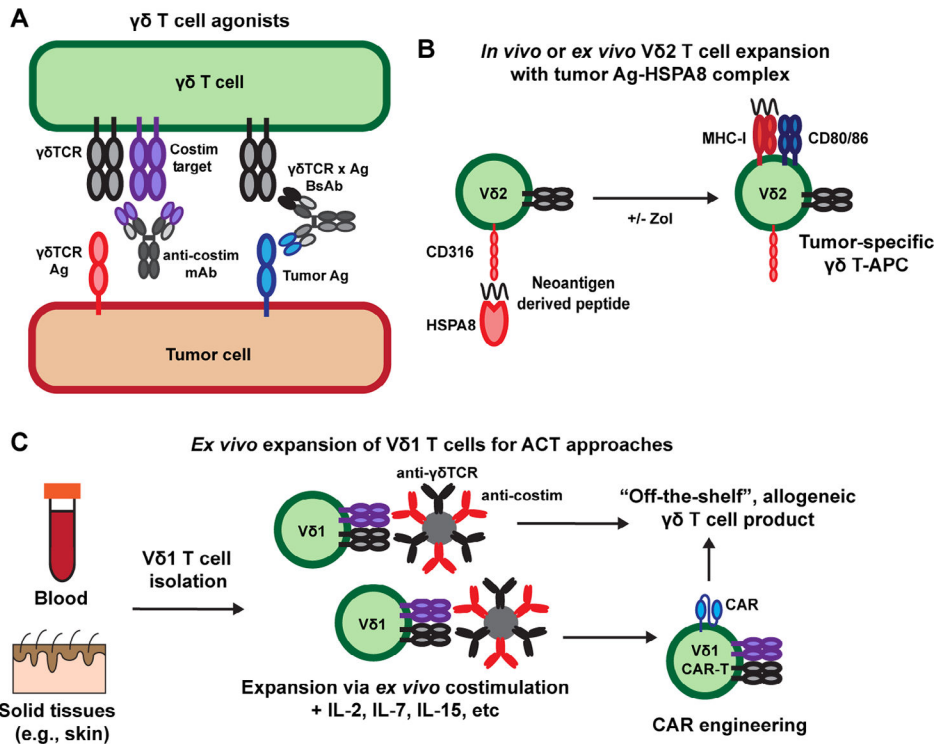 A
γδ T cell agonists
γδ T cell
γδTCR
Costim
target
γδTCR x Ag
BsAb
γδTCR
Ag
anti-costim
mAb
Tumor Ag
Tumor cell
B
In vivo or ex vivo Vδ2 T cell expansion
with tumor Ag-HSPA8 complex
MHC-I
CD80/86
Vδ2
+/- Zol
Vδ2
CD316
Neoantigen
derived peptide
HSPA8
Tumor-specific
γδ T-APC
C
Ex vivo expansion of Vδ1 T cells for ACT approaches
Blood
Solid tissues
(e.g., skin)
Vδ1 T cell
isolation
anti-γδTCR
anti-costim
Vδ1
Vδ1
Expansion via ex vivo costimulation
+ IL-2, IL-7, IL-15, etc
“Off-the-shelf”, allogeneic
γδ T cell product
CAR
Vδ1
CAR-T
CAR engineering